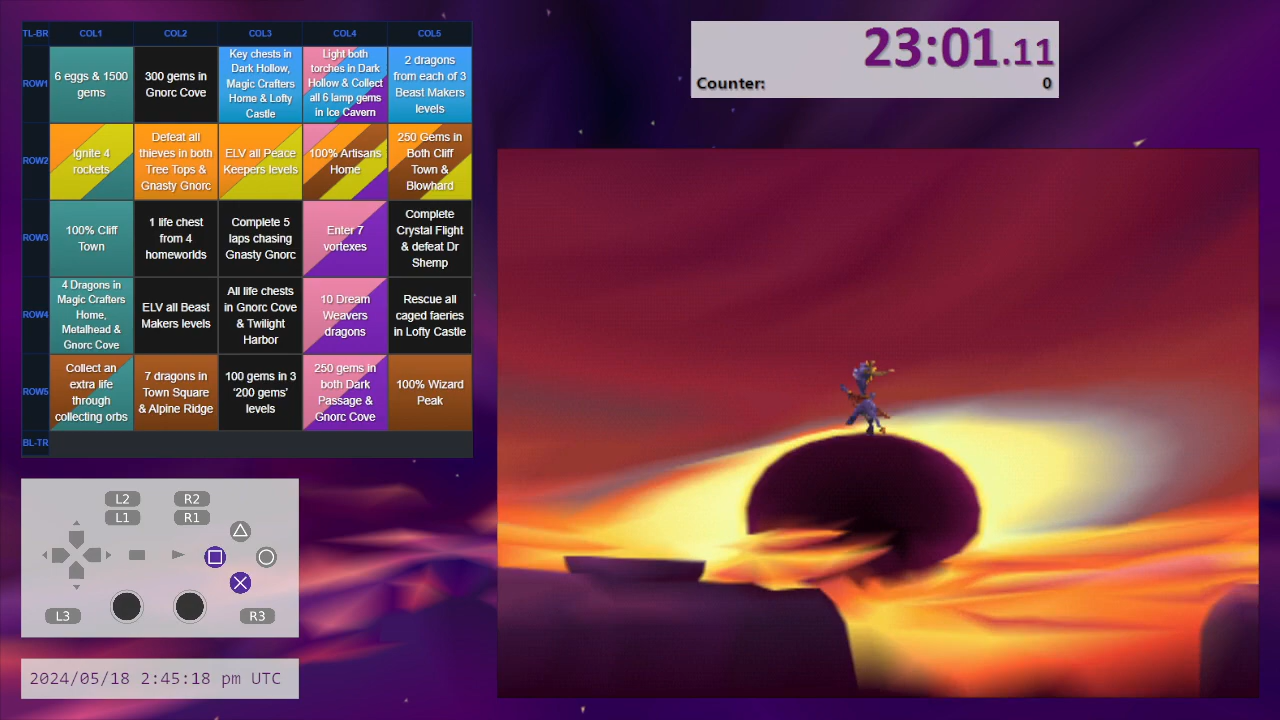 TL-BR COL1 COL2 COL3 COL4 COL5
ROW1
6 eggs & 1500
gems
300 gems in
Gnorc Cove
Key chests in
Dark Hollow,
Magic Crafters
Home & Lofty
Castle
Light both
torches in Dark
Hollow & Collect
all 6 lamp gems
in Ice Cavern
2 dragons
from each of 3
Beast Makers
levels
ROW2
Ignite 4
rockets
Defeat all
thieves in both
Tree Tops &
Gnasty Gnorc
ELV all Peace
Keepers levels
100% Artisans
Home
250 Gems in
Both Cliff
Town &
Blowhard
ROW3
100% Cliff
Town
1 life chest
from 4
homeworlds
Complete 5
laps chasing
Gnasty Gnorc
Enter 7
vortexes
Complete
Crystal Flight
& defeat Dr
Shemp
ROW4
4 Dragons in
Magic Crafters
Home,
Metalhead &
Gnorc Cove
ELV all Beast
Makers levels
All life chests
in Gnorc Cove
& Twilight
Harbor
10 Dream
Weavers
dragons
Rescue all
caged faeries
in Lofty Castle
ROW5
Collect an
extra life
through
collecting orbs
7 dragons in
Town Square
& Alpine Ridge
100 gems in 3
'200 gems'
levels
250 gems in
both Dark
Passage &
Gnorc Cove
100% Wizard
Peak
BL-TR
23:01.11
Counter: 0
L2 R2
L1 R1
L3 R3
2024/05/18 2:45:18 pm UTC